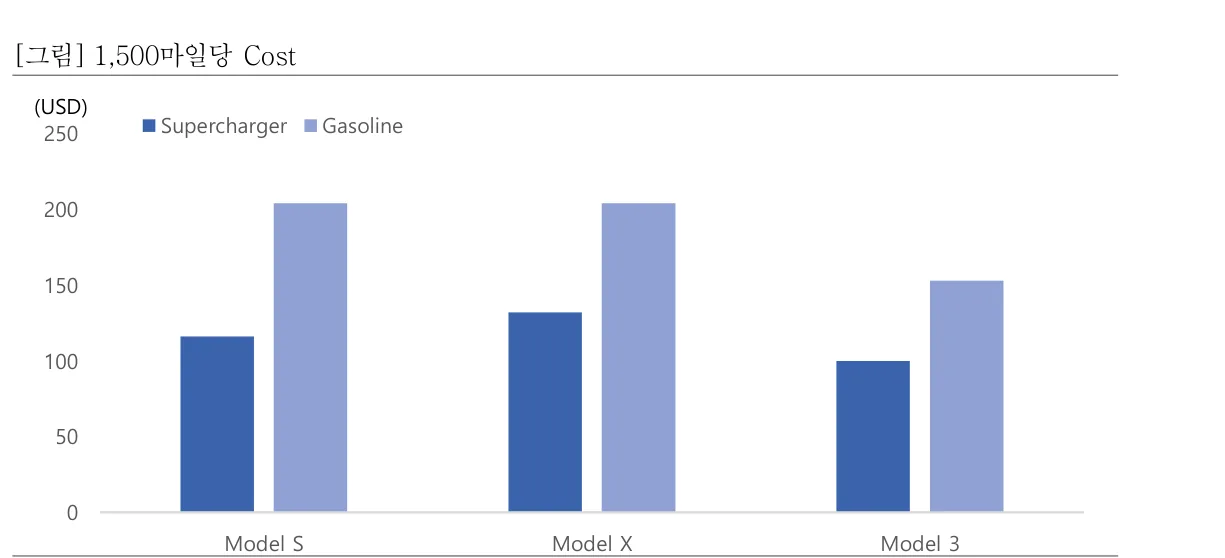 [그림] 1,500마일당 Cost
(USD)
Supercharger Gasoline
250
200
150
100
50
0
Model S Model X Model 3